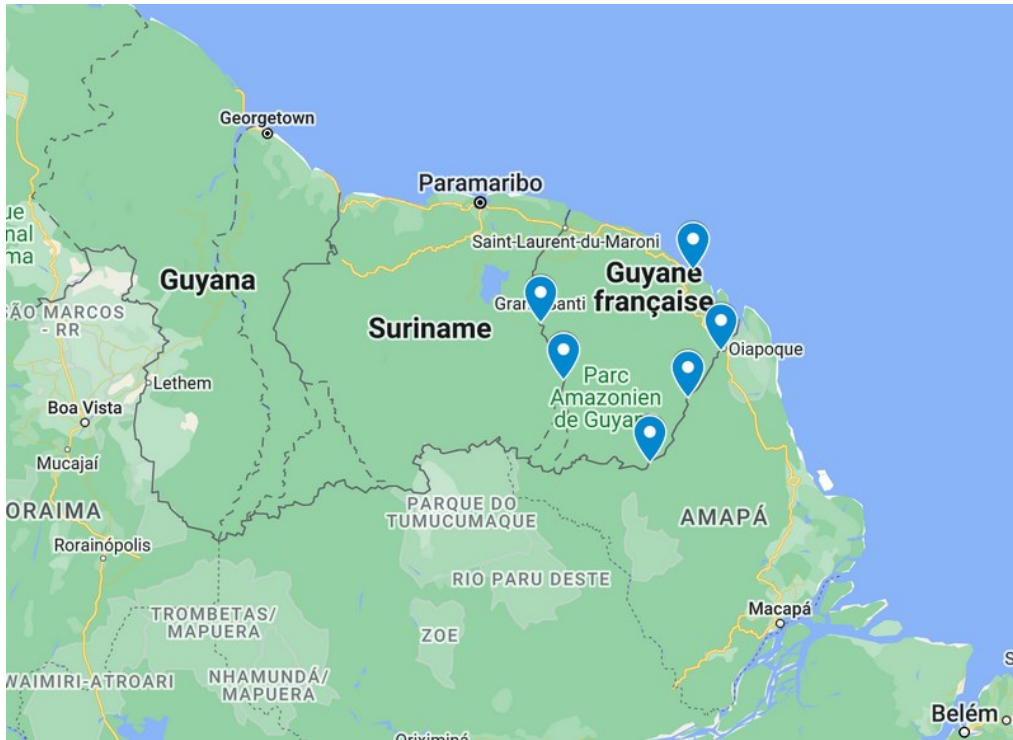 Georgetown
Paramaribo
Saint-Laurent-du-Maroni
Guyana
Guyane
française
Suriname
Oiapoque
Parc
Amazonien
de
SÃO MARCOS
- RR
Lethem
Boa Vista
Mucajaí
PARQUE DO
TUMUCUMAQUE
AMAPÁ
Rorainópolis
RIO PARU DESTE
TROMBETAS/
MAPUERA
ZOE
Macapá
WAIMIRI-ATROARI
NHAMUNDÁ/
MAPUERA
Belém